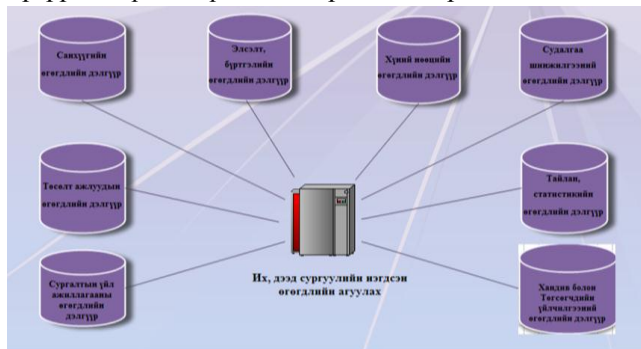 Санхүүгийн
өгөгдлийн дэлгүүр
Элсэлт,
бүртгэлийн
өгөгдлийн дэлгүүр
Хүний нөөцийн
өгөгдлийн дэлгүүр
Судалгаа
шинжилгээний
өгөгдлийн дэлгүүр
Төсөлт ажлуудын
өгөгдлийн дэлгүүр
Тайлан,
статистикийн
өгөгдлийн дэлгүүр
Сургалтын үйл
ажиллагааны
өгөгдлийн
дэлгүүр
Их, дээд сургуулийн нэгдсэн
өгөгдлийн агуулах
Хандив болон
Төгсөгчдийн
үйлчилгээний
өгөгдлийн дэлгүүр